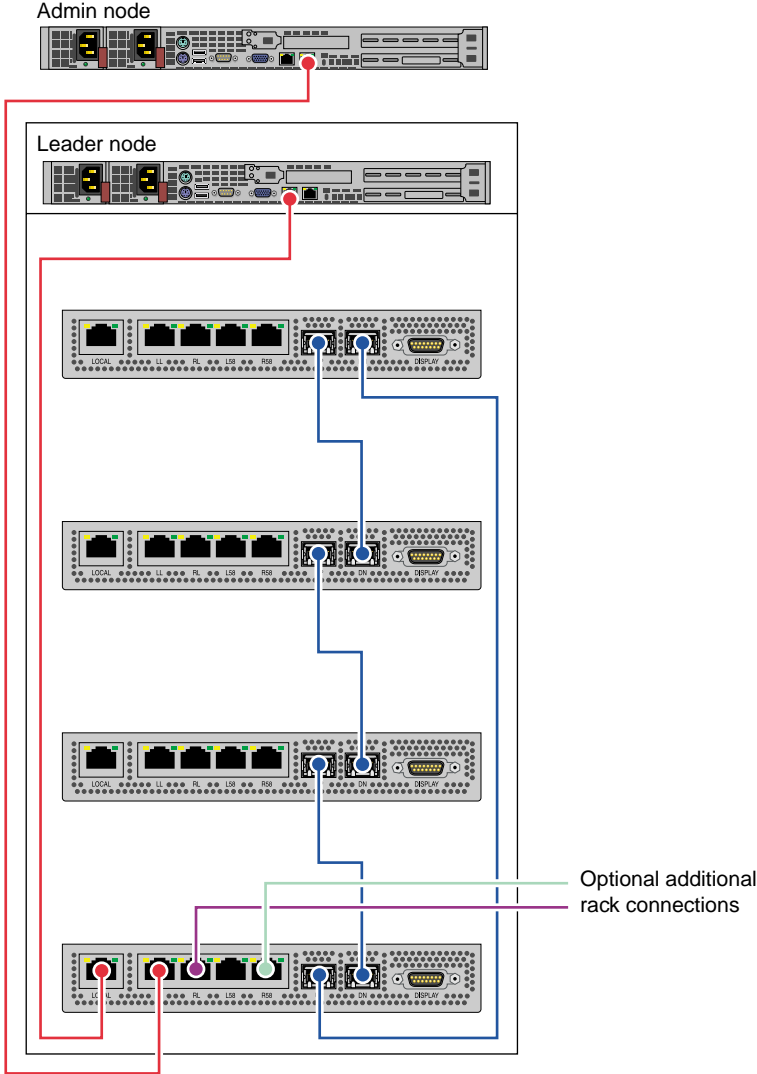 Admin node
Leader node
LOCAL LL RL L58 R58 DISPLAY
LOCAL LL RL L58 R58 DN DISPLAY
LOCAL LL RL L58 R58 DN DISPLAY
Optional additional
rack connections
LOCAL RL L58 R58 DN DISPLAY